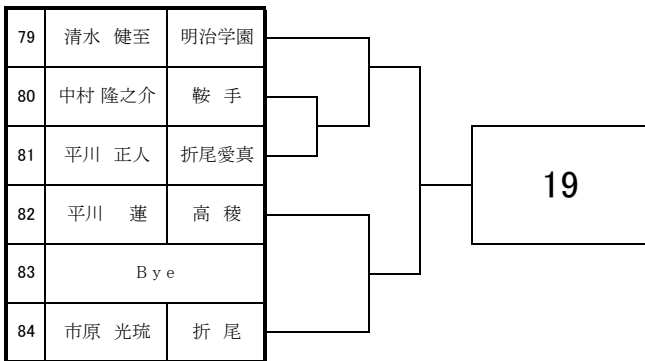 79 清水 健至 明治学園
80 中村 隆之介 鞍 手
81 平川 正人 折尾愛真
82 平川 蓮 高 稜
83 Bye
84 市原 光琉 折 尾
19